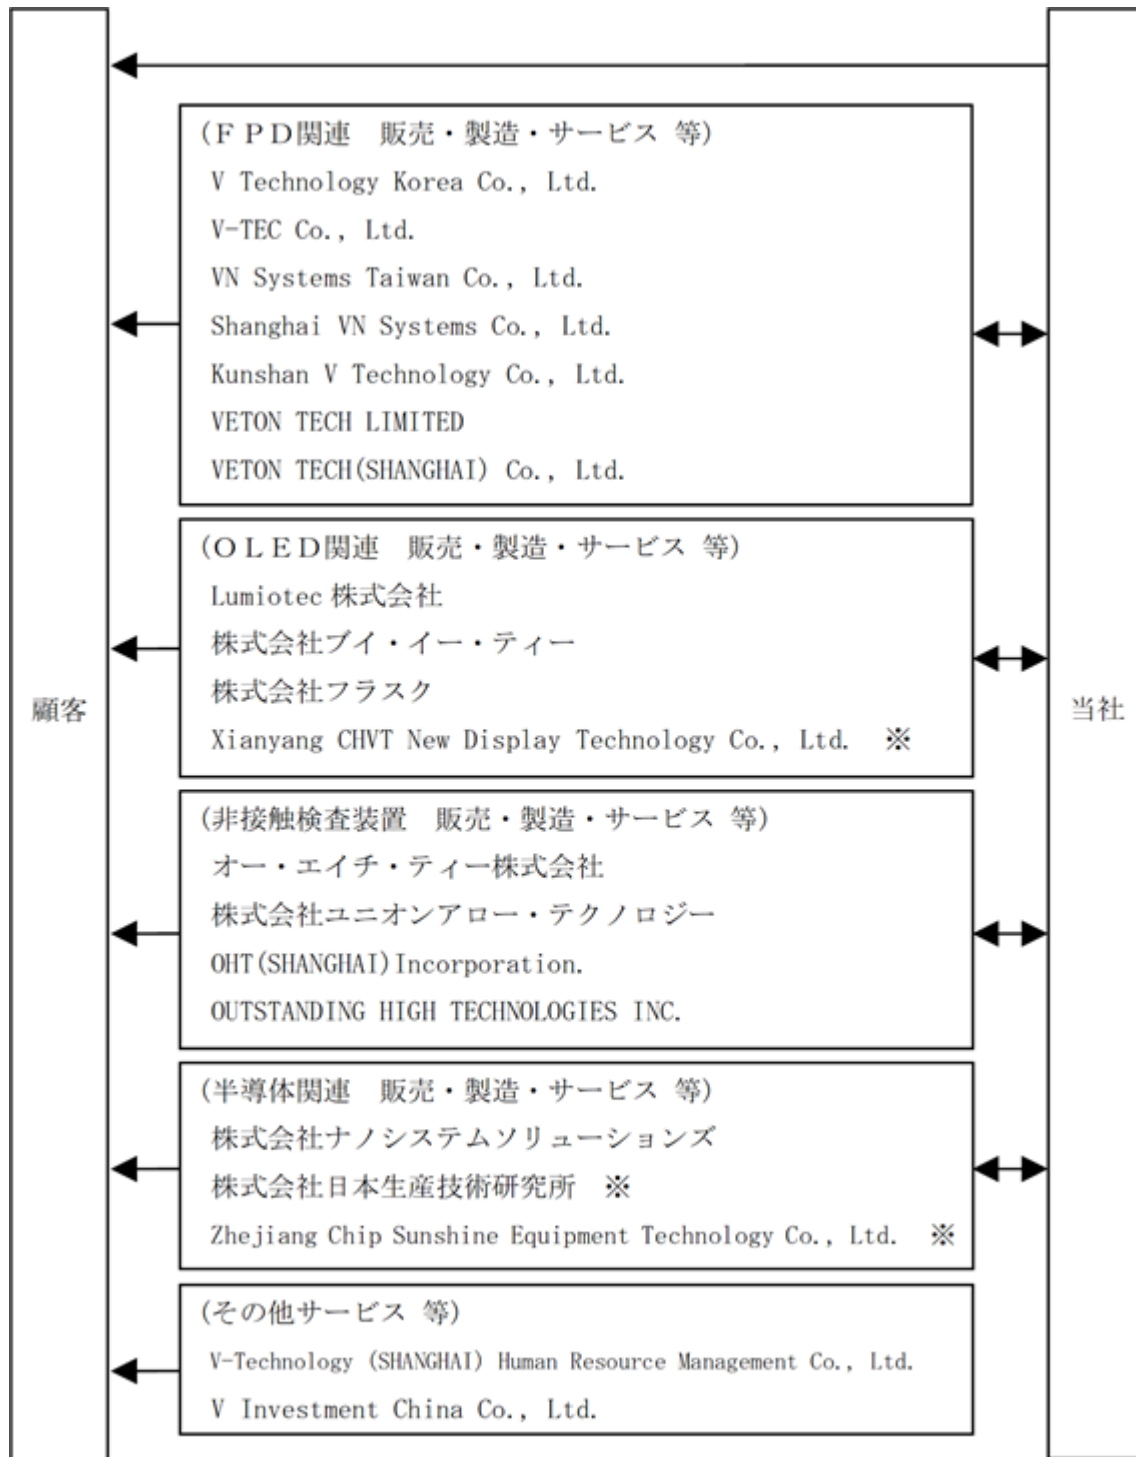 (ＦＰＤ関連　販売・製造・サービス 等)
V Technology Korea Co., Ltd.
V-TEC Co., Ltd.
VN Systems Taiwan Co., Ltd.
Shanghai VN Systems Co., Ltd.
Kunshan V Technology Co., Ltd.
VETON TECH LIMITED
VETON TECH(SHANGHAI) Co., Ltd.
(ＯＬＥＤ関連　販売・製造・サービス 等)
Lumiotec 株式会社
株式会社ブイ・イー・ティー
株式会社フラスク
Xianyang CHVT New Display Technology Co., Ltd.　※
顧客
当社
(非接触検査装置　販売・製造・サービス 等)
オー・エイチ・ティー株式会社
株式会社ユニオンアロー・テクノロジー
OHT(SHANGHAI)Incorporation.
OUTSTANDING HIGH TECHNOLOGIES INC.
(半導体関連　販売・製造・サービス 等)
株式会社ナノシステムソリューションズ
株式会社日本生産技術研究所　※
Zhejiang Chip Sunshine Equipment Technology Co., Ltd.　※
(その他サービス 等)
V-Technology (SHANGHAI) Human Resource Management Co., Ltd.
V Investment China Co., Ltd.